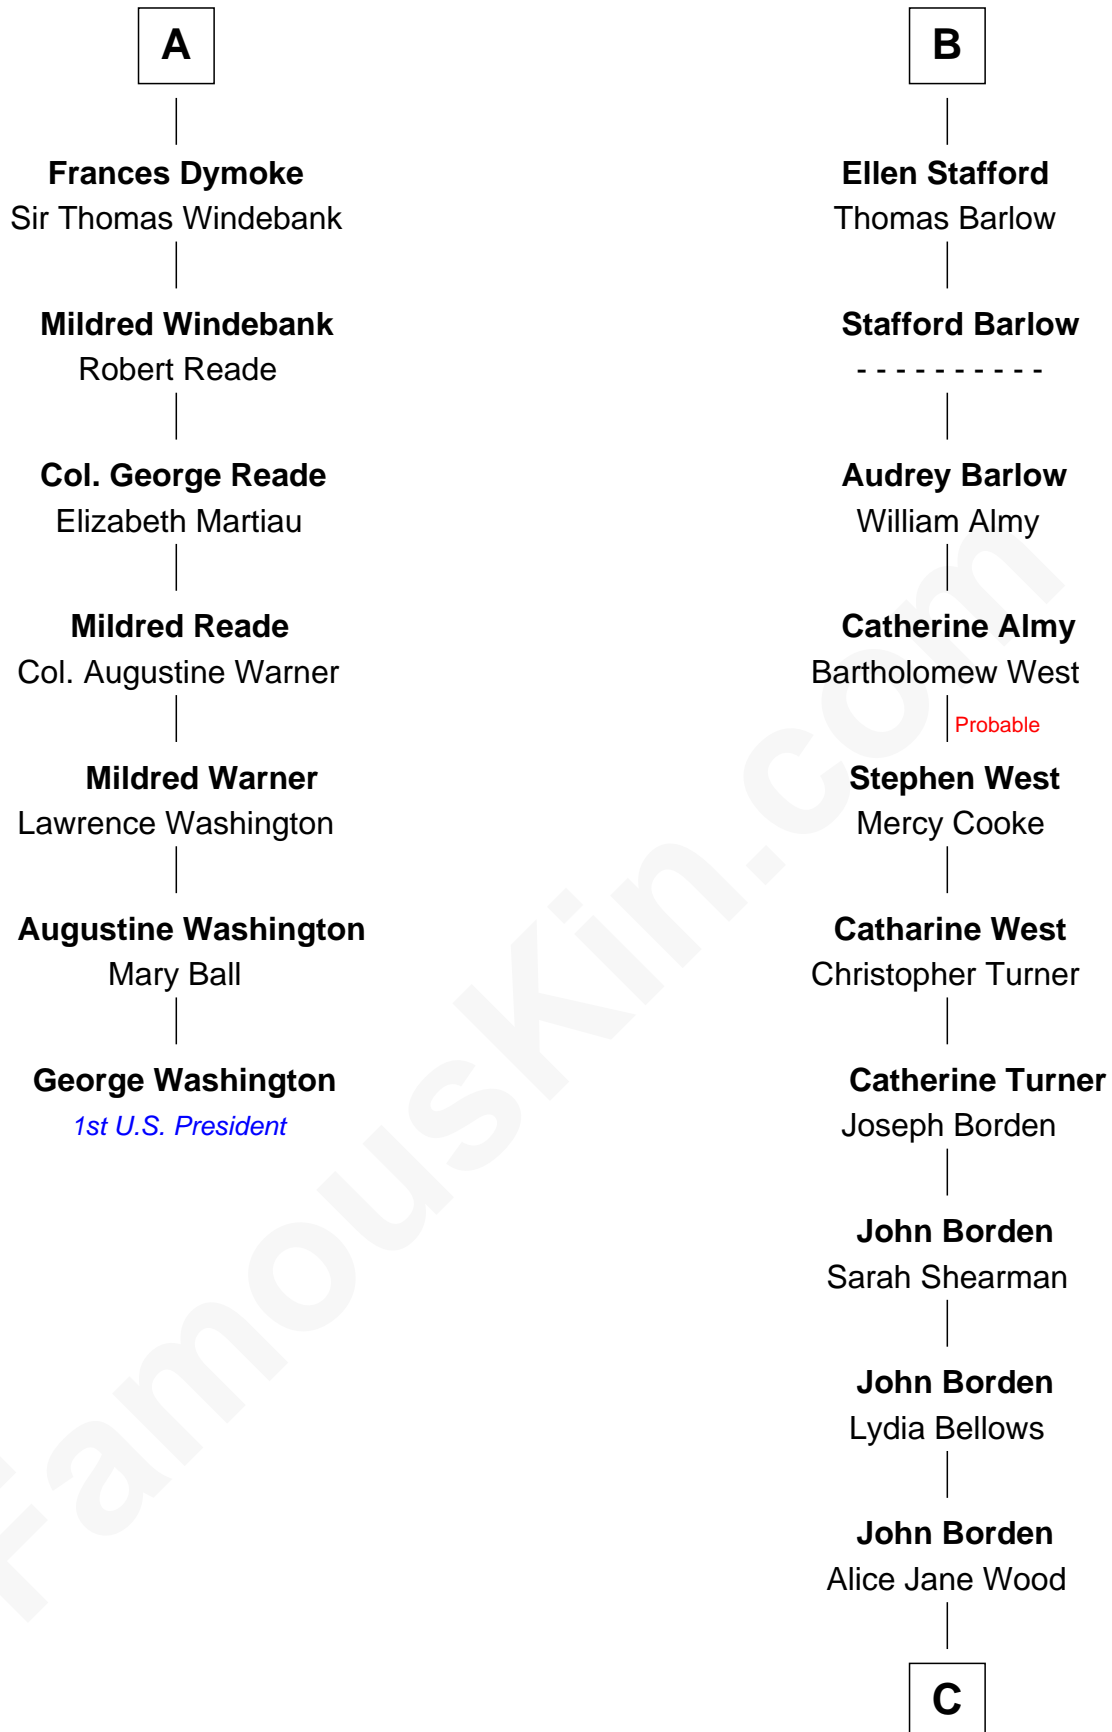 A
Frances Dymoke
Sir Thomas Windebank
Mildred Windebank
Robert Reade
Col. George Reade
Elizabeth Martiau
Mildred Reade
Col. Augustine Warner
Mildred Warner
Lawrence Washington
Augustine Washington
Mary Ball
George Washington
1st U.S. President
B
Ellen Stafford
Thomas Barlow
Stafford Barlow
- - - - - - - - - -
Audrey Barlow
William Almy
Catherine Almy
Bartholomew West
Probable
Stephen West
Mercy Cooke
Catharine West
Christopher Turner
Catherine Turner
Joseph Borden
John Borden
Sarah Shearman
John Borden
Lydia Bellows
John Borden
Alice Jane Wood
C
FamousKin.com